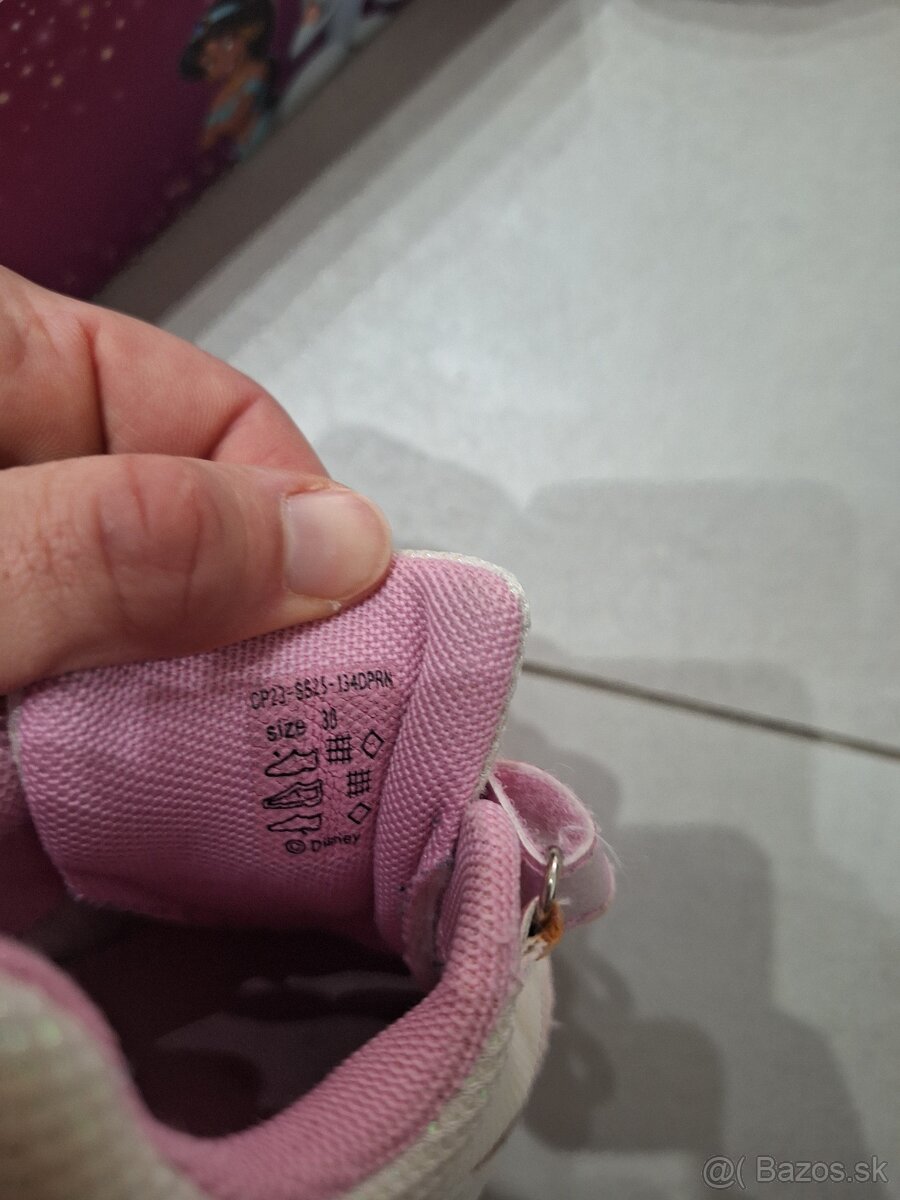 CP23-SS25-134DPRN
size 30
© Disney
@( Bazos.sk